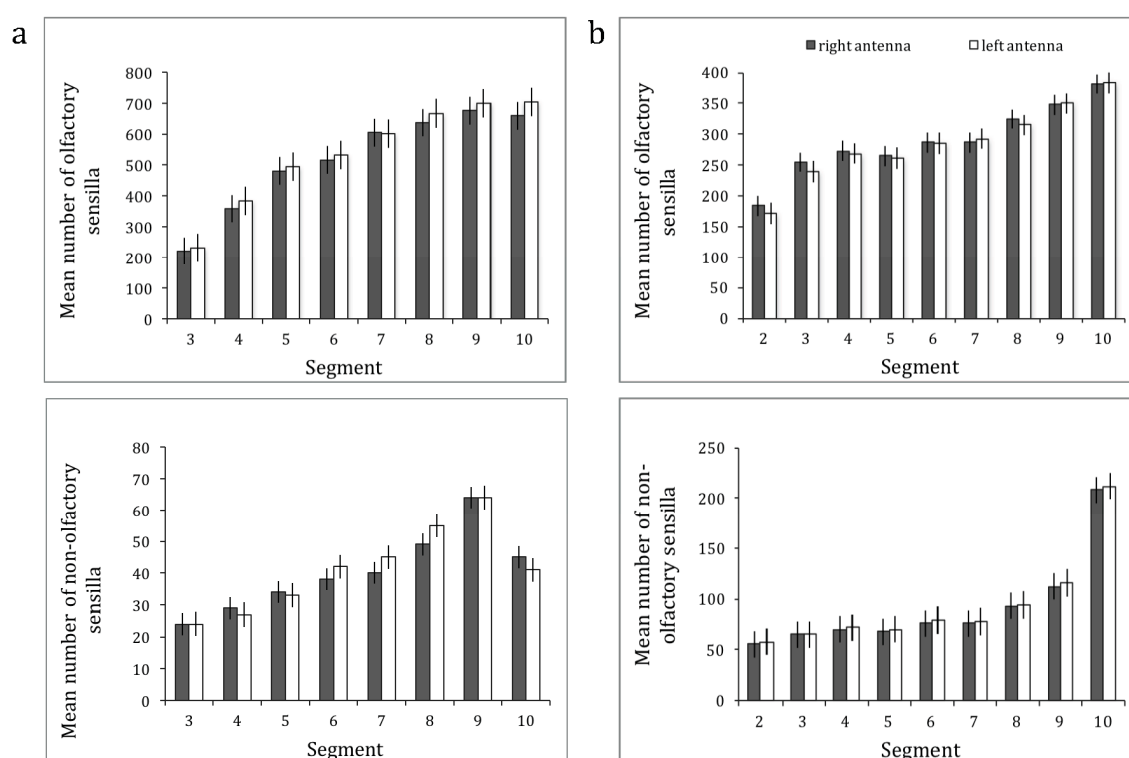 a
Mean number of olfactory
sensilla
800
700
600
500
400
300
200
100
0
3 4 5 6 7 8 9 10
Segment
b
right antenna left antenna
Mean number of olfactory
sensilla
400
350
300
250
200
150
100
50
0
2 3 4 5 6 7 8 9 10
Segment
Mean number of non-olfactory
sensilla
80
70
60
50
40
30
20
10
0
3 4 5 6 7 8 9 10
Segment
Mean number of non-
olfactory sensilla
250
200
150
100
50
0
2 3 4 5 6 7 8 9 10
Segment